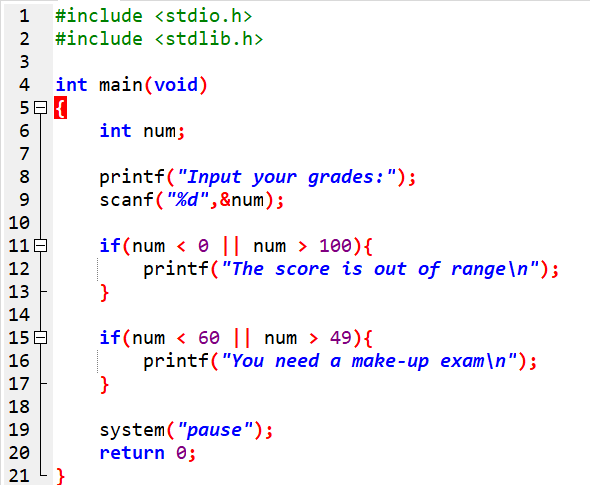 1 #include <stdio.h>
2 #include <stdlib.h>
3
4 int main(void)
5 {
6     int num;
7
8     printf("Input your grades:");
9     scanf("%d",&num);
10
11     if(num < 0 || num > 100){
12         printf("The score is out of range\n");
13     }
14
15     if(num < 60 || num > 49){
16         printf("You need a make-up exam\n");
17     }
18
19     system("pause");
20     return 0;
21 }